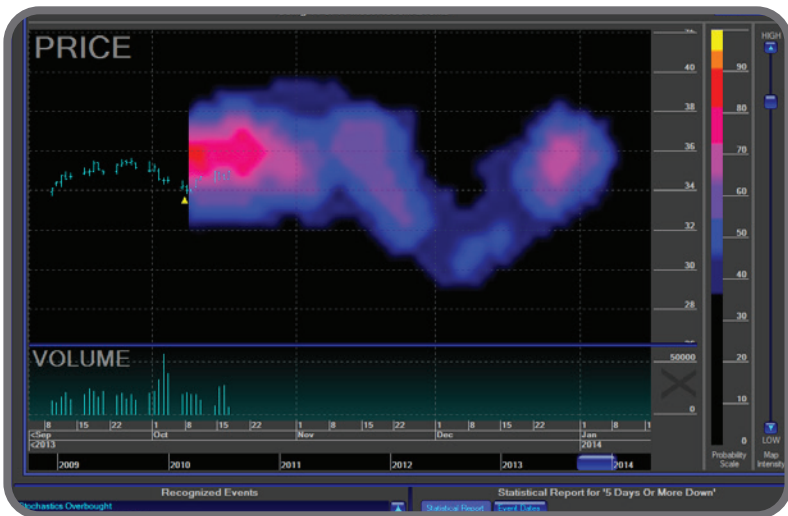 PRICE
HIGH
40
90
38
80
36
70
34
60
32
50
30
40
28
30
VOLUME
50000
20
10
0
0
8 15 22 1 8 15 22 1 8 15 22 1 8 15 22 1 8
<Sep Oct Nov Dec Jan
<2013 2014
LOW
2009 2010 2011 2012 2013 2014
Probability Scale
Map Intensity
Recognized Events
Statistical Report for '5 Days Or More Down'
Stochastics Overbought
Statistical Report
Event Dates